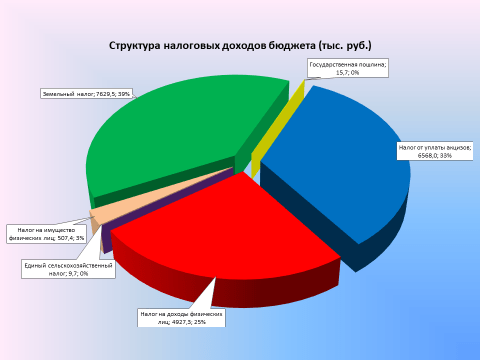 Структура налоговых доходов бюджета (тыс. руб.)
Государственная пошлина;
15,7; 0%
Земельный налог; 7629,5; 39%
Налог от уплаты акцизов;
6568,0; 33%
Налог на имущество
физических лиц; 507,4; 3%
Единый сельскохозяйственный
налог; 9,7; 0%
Налог на доходы физических
лиц; 4927,3; 25%